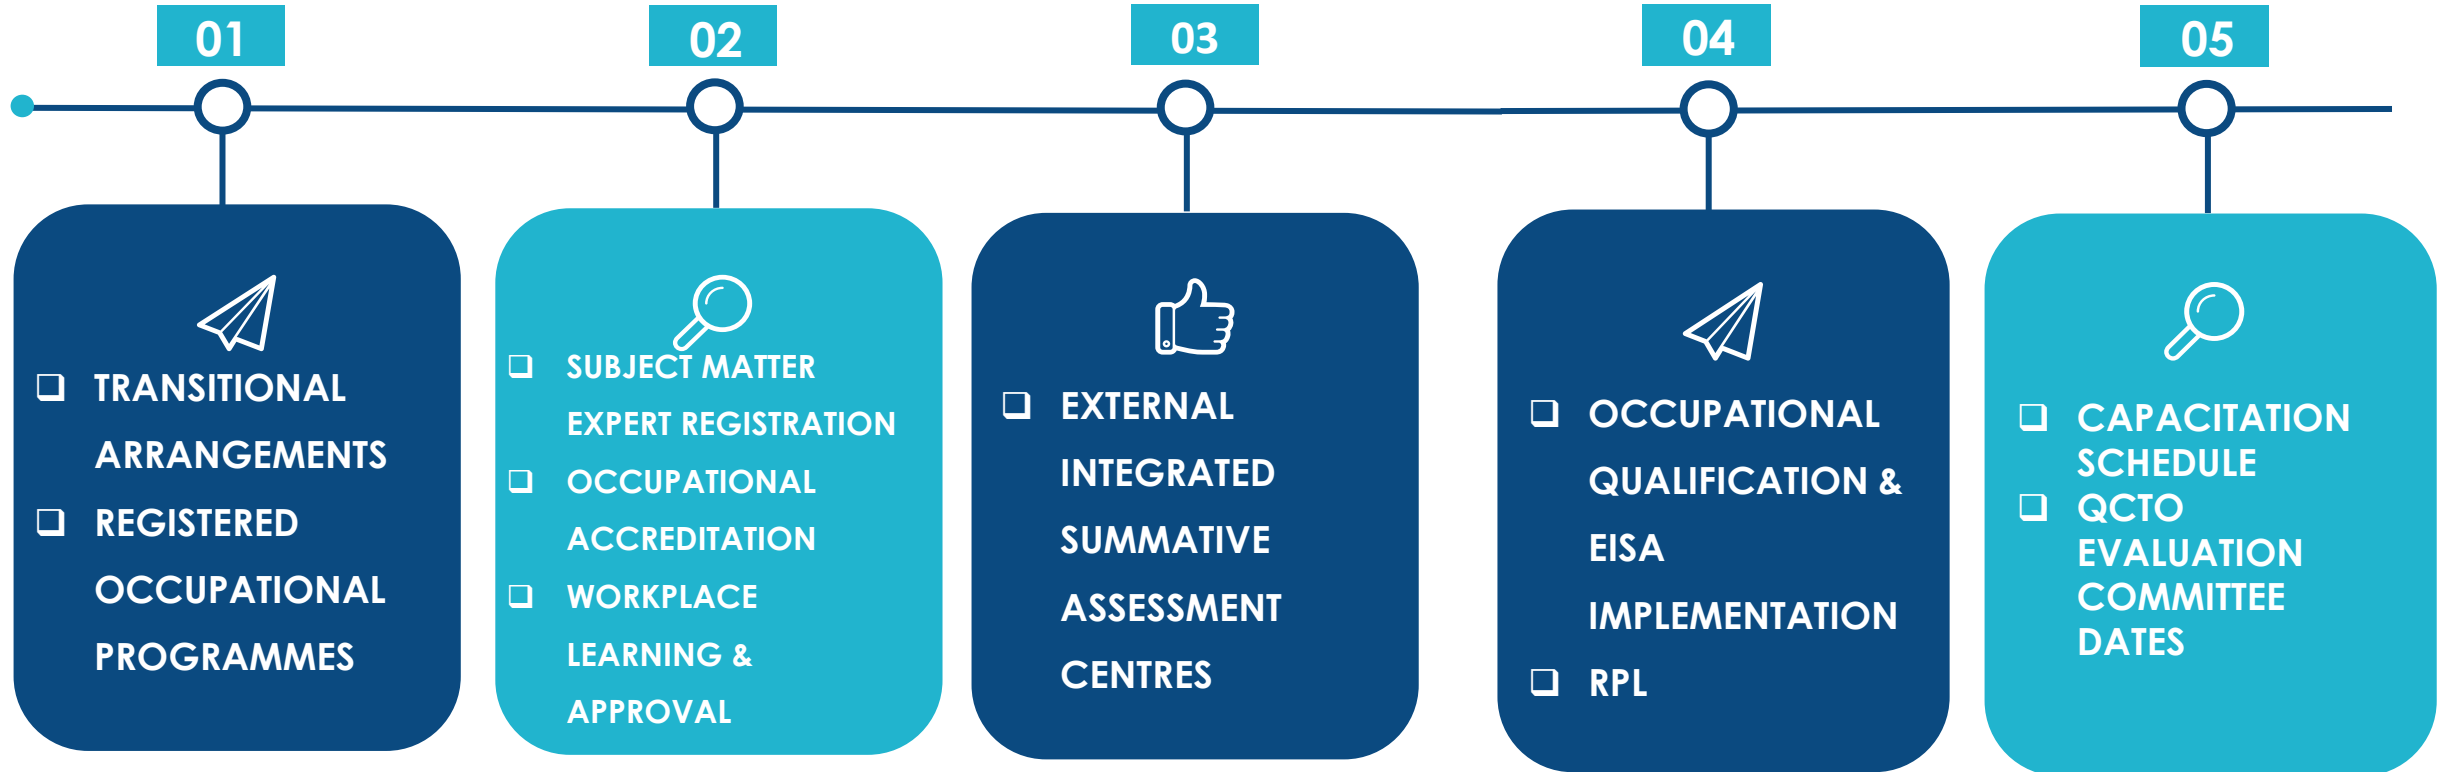 01
TRANSITIONAL
ARRANGEMENTS
REGISTERED
OCCUPATIONAL
PROGRAMMES
02
SUBJECT MATTER
EXPERT REGISTRATION
OCCUPATIONAL
ACCREDITATION
WORKPLACE
LEARNING &
APPROVAL
03
EXTERNAL
INTEGRATED
SUMMATIVE
ASSESSMENT
CENTRES
04
OCCUPATIONAL
QUALIFICATION &
EISA
IMPLEMENTATION
RPL
05
CAPACITATION
SCHEDULE
QCTO
EVALUATION
COMMITTEE
DATES